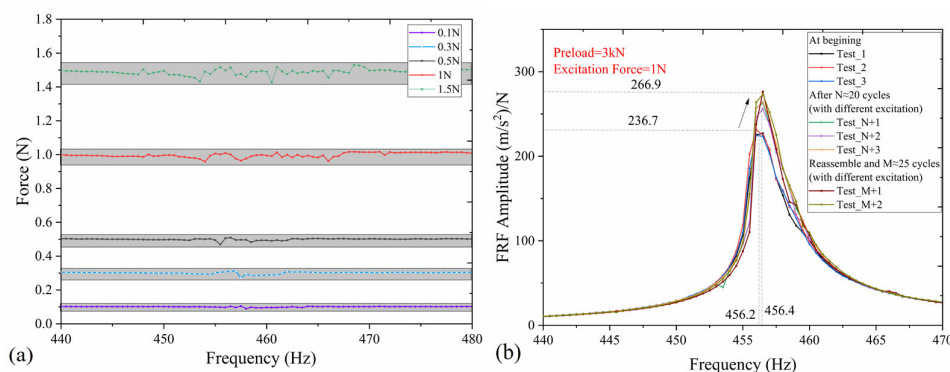 1.8
1.6
1.4
1.2
1.0
0.8
0.6
0.4
0.2
0.0
Force (N)
0.1N
0.3N
0.5N
1N
1.5N
440
450
460
470
480
Frequency (Hz)
(a)
300
250
200
150
100
50
0
FRF Amplitude (m/s²)/N
Preload=3kN
Excitation Force=1N
266.9
236.7
456.2
456.4
At begining
Test_1
Test_2
Test_3
After N≈20 cycles
(with different excitation)
Test_N+1
Test_N+2
Test_N+3
Reassemble and M≈25 cycles
(with different excitation)
Test_M+1
Test_M+2
440
445
450
455
460
465
470
Frequency (Hz)
(b)